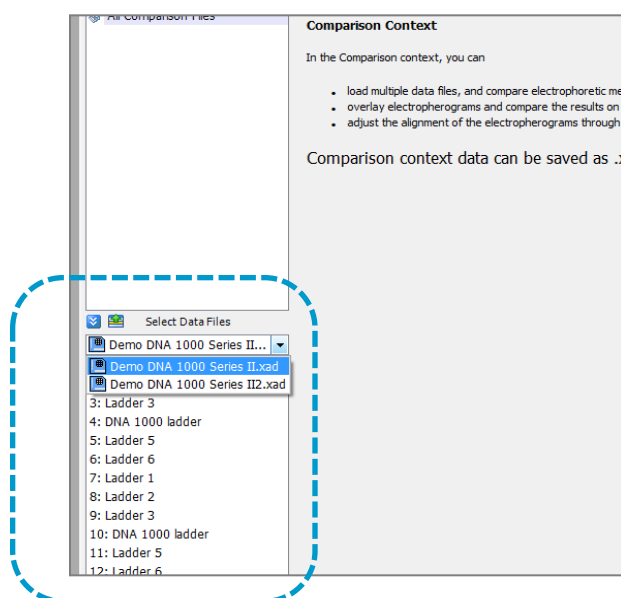 All Comparison Files
Comparison Context
In the Comparison context, you can
• load multiple data files, and compare electrophoretic me
• overlay electropherograms and compare the results on
• adjust the alignment of the electropherograms through
Comparison context data can be saved as .x
Select Data Files
Demo DNA 1000 Series II...
Demo DNA 1000 Series II.xad
Demo DNA 1000 Series III2.xad
3: Ladder 3
4: DNA 1000 ladder
5: Ladder 5
6: Ladder 6
7: Ladder 1
8: Ladder 2
9: Ladder 3
10: DNA 1000 ladder
11: Ladder 5
12: Ladder 6